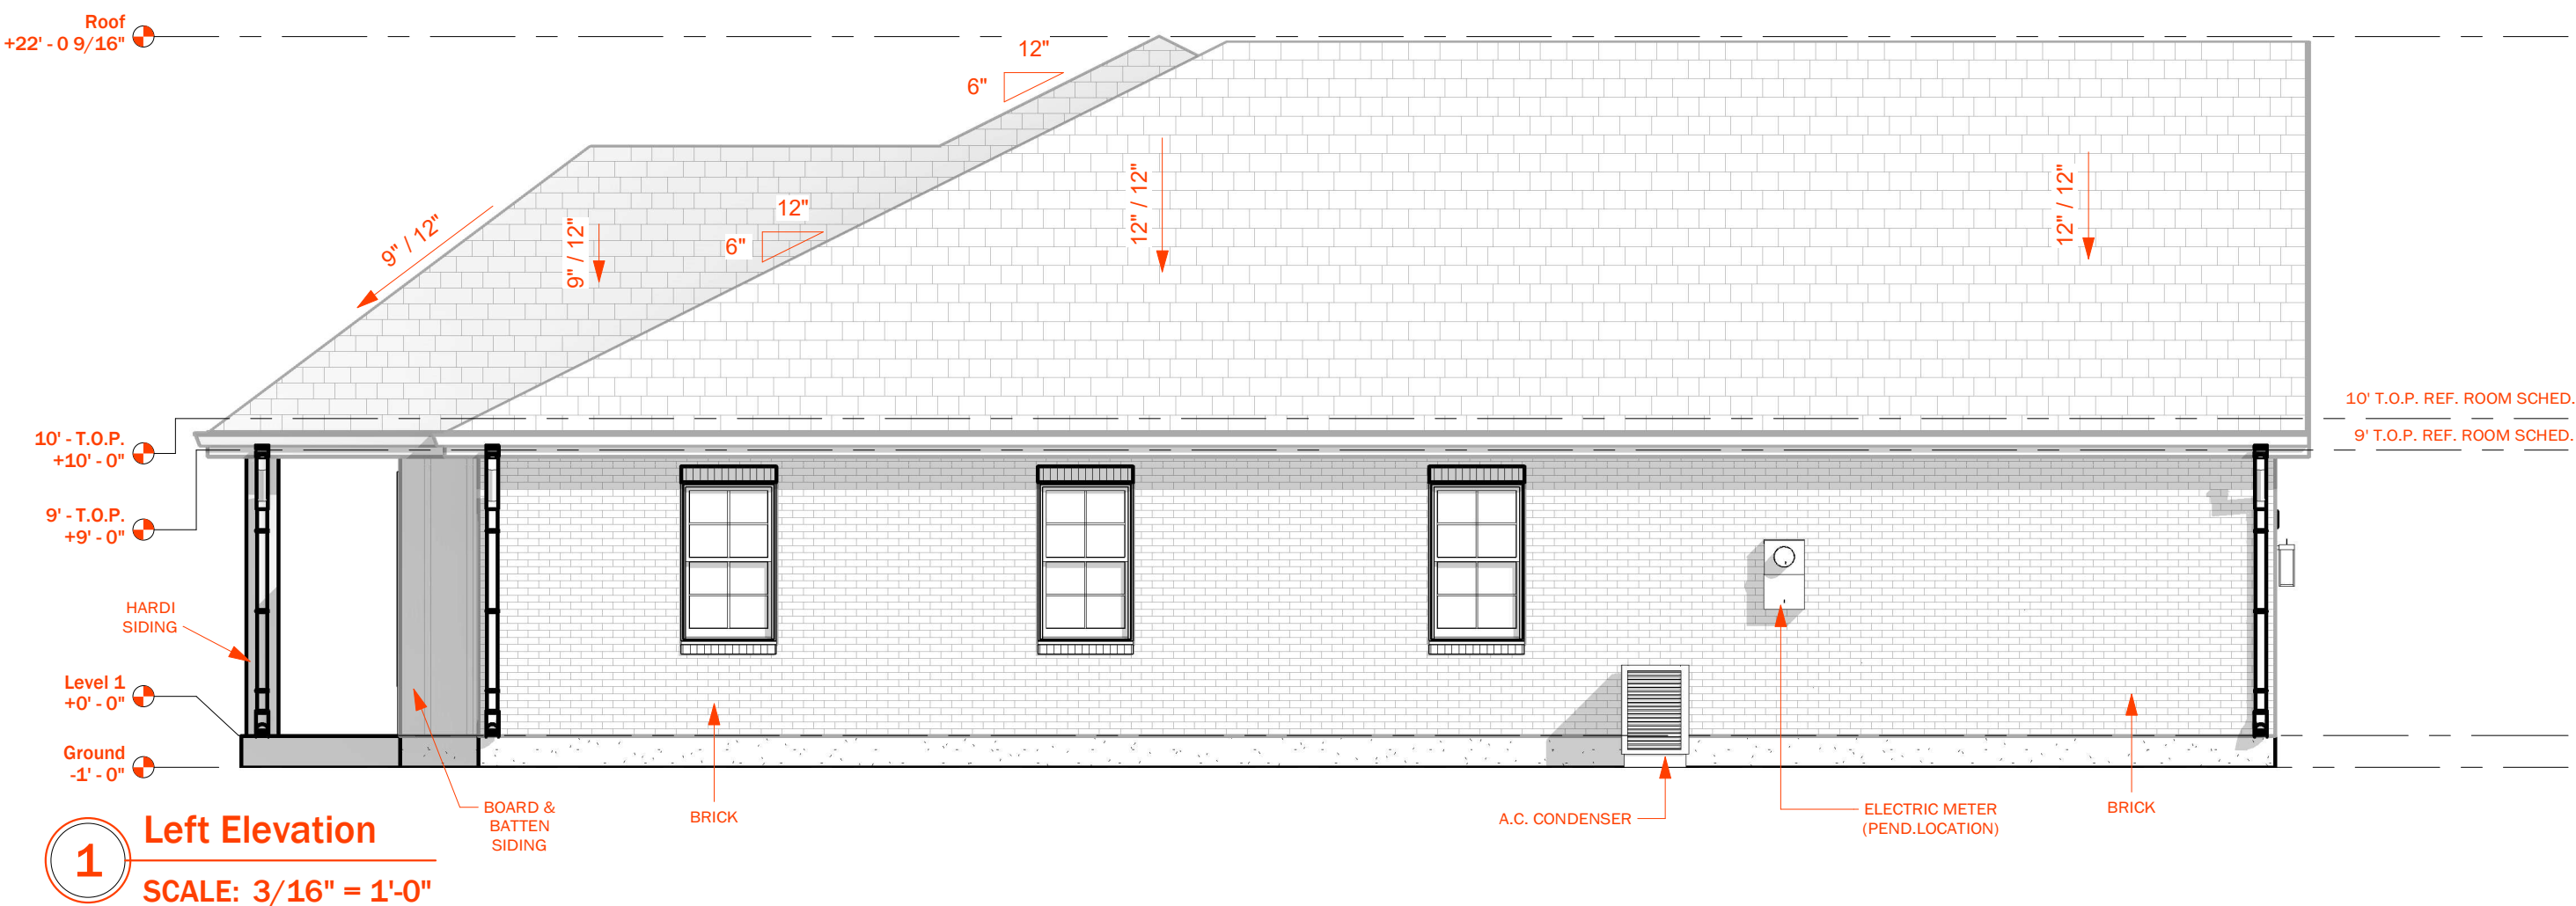 Roof
+22' - 0 9/16"
12"
6"
9" / 12"
9" / 12"
12"
6"
12" / 12"
12" / 12"
10' T.O.P. REF. ROOM SCHED.
9' T.O.P. REF. ROOM SCHED.
10' - T.O.P.
+10' - 0"
9' - T.O.P.
+9' - 0"
HARDI
SIDING
Level 1
+0' - 0"
Ground
-1' - 0"
BOARD &
BATTEN
SIDING
BRICK
A.C. CONDENSER
ELECTRIC METER
(PEND.LOCATION)
BRICK
1
Left Elevation
SCALE: 3/16" = 1'-0"